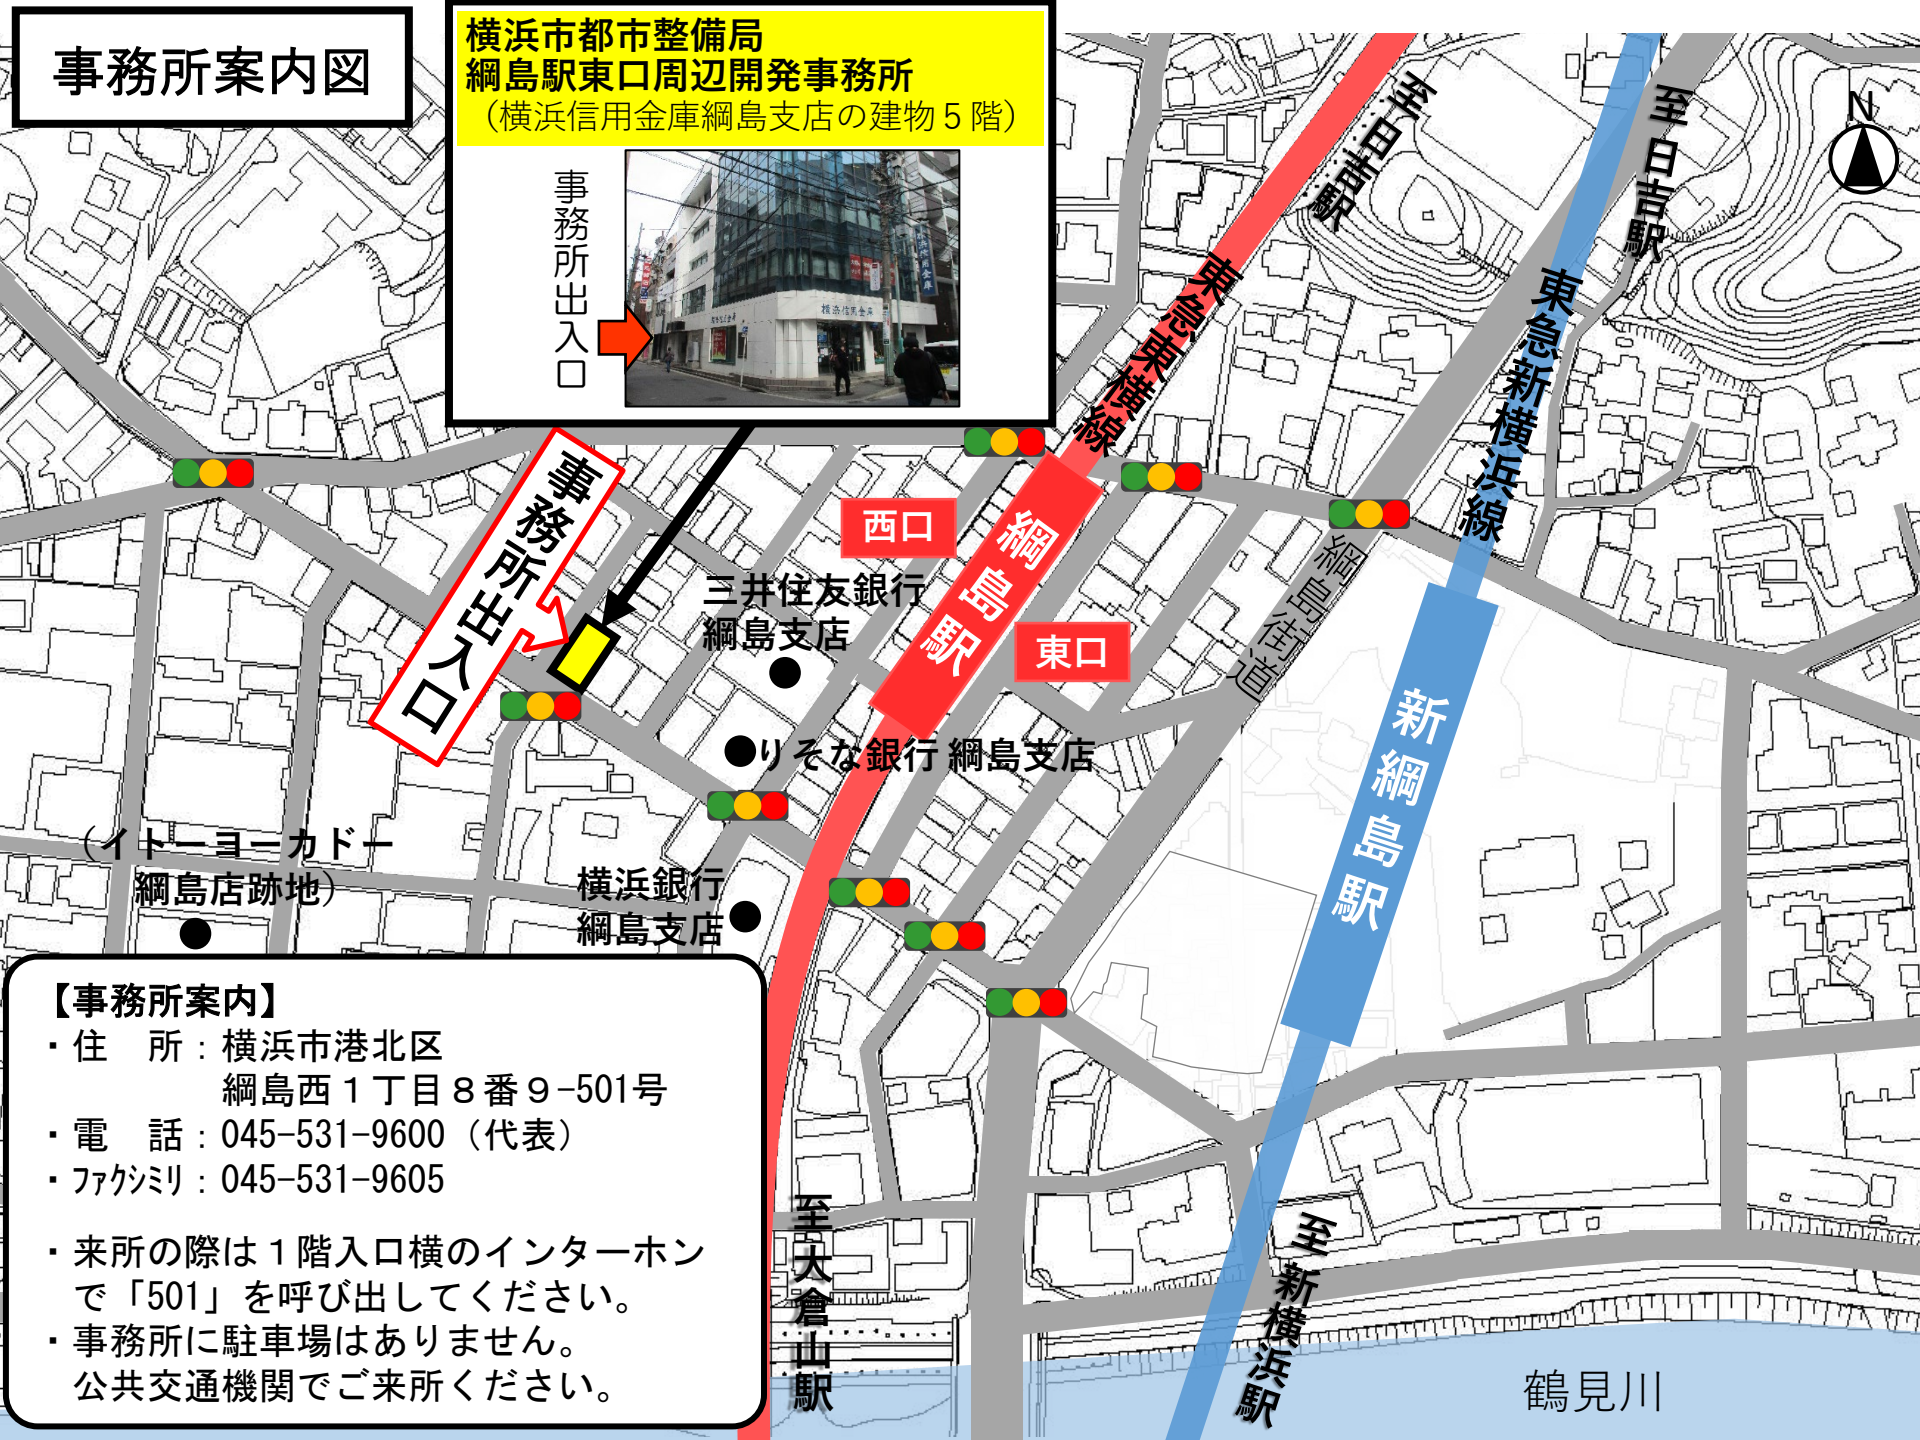 事務所案内図
横浜市都市整備局
綱島駅東口周辺開発事務所
（横浜信用金庫綱島支店の建物５階）
事務所出入口
横浜信用金庫
N
至日吉駅
至日吉駅
東急東横線
東急新横浜線
事務所出入口
西口
綱島駅
東口
綱島街道
新綱島駅
三井住友銀行
綱島支店
りそな銀行 綱島支店
（イトーヨーカドー
綱島店跡地）
横浜銀行
綱島支店
【事務所案内】
・住　所：横浜市港北区
綱島西１丁目８番９-501号
・電　話：045-531-9600（代表）
・ﾌｧｸｼﾐﾘ：045-531-9605
・来所の際は１階入口横のインターホン
で「501」を呼び出してください。
・事務所に駐車場はありません。
公共交通機関でご来所ください。
至大倉山駅
至新横浜駅
鶴見川